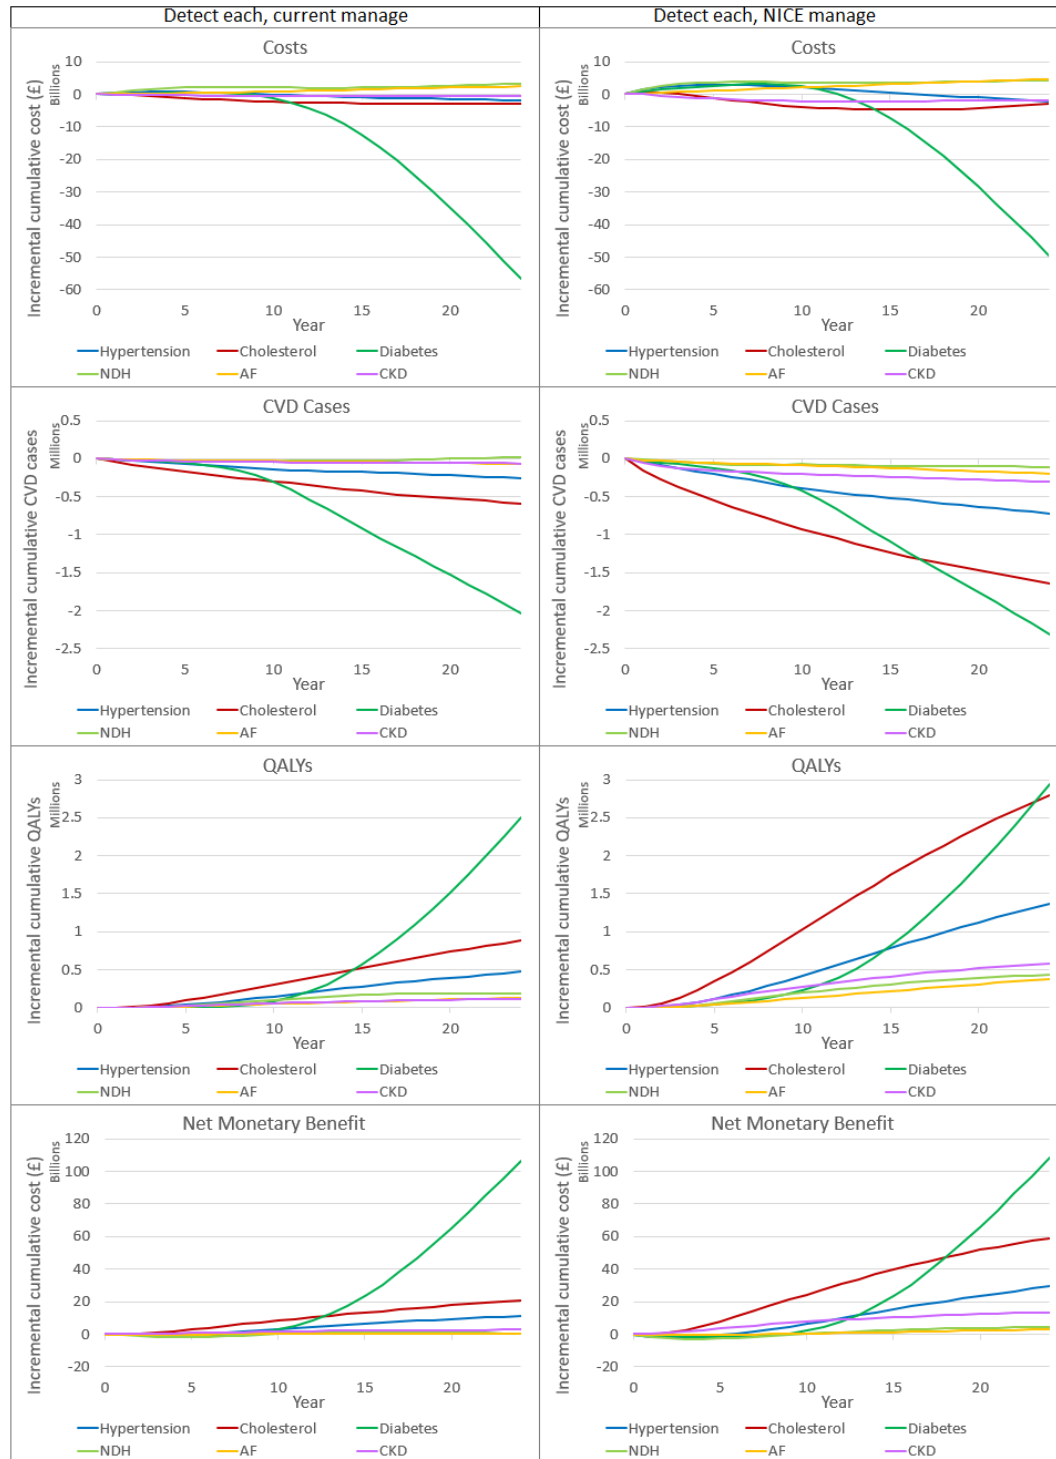 Detect each, current manage
Detect each, NICE manage
Costs
Incremental cumulative cost (£)
Billions
10
0
-10
-20
-30
-40
-50
-60
0 5 10 15 20
Year
Hypertension Cholesterol Diabetes
NDH AF CKD
Costs
Incremental cumulative cost (£)
Billions
10
0
-10
-20
-30
-40
-50
-60
0 5 10 15 20
Year
Hypertension Cholesterol Diabetes
NDH AF CKD
CVD Cases
Incremental cumulative CVD cases
Millions
0.5
0
-0.5
-1
-1.5
-2
-2.5
0 5 10 15 20
Year
Hypertension Cholesterol Diabetes
NDH AF CKD
CVD Cases
Incremental cumulative CVD cases
Millions
0.5
0
-0.5
-1
-1.5
-2
-2.5
0 5 10 15 20
Year
Hypertension Cholesterol Diabetes
NDH AF CKD
QALYs
Incremental cumulative QALYs
Millions
3
2.5
2
1.5
1
0.5
0
0 5 10 15 20
Year
Hypertension Cholesterol Diabetes
NDH AF CKD
QALYs
Incremental cumulative QALYs
Millions
3
2.5
2
1.5
1
0.5
0
0 5 10 15 20
Year
Hypertension Cholesterol Diabetes
NDH AF CKD
Net Monetary Benefit
Incremental cumulative cost (£)
Billions
120
100
80
60
40
20
0
-20
0 5 10 15 20
Year
Hypertension Cholesterol Diabetes
NDH AF CKD
Net Monetary Benefit
Incremental cumulative cost (£)
Billions
120
100
80
60
40
20
0
-20
0 5 10 15 20
Year
Hypertension Cholesterol Diabetes
NDH AF CKD